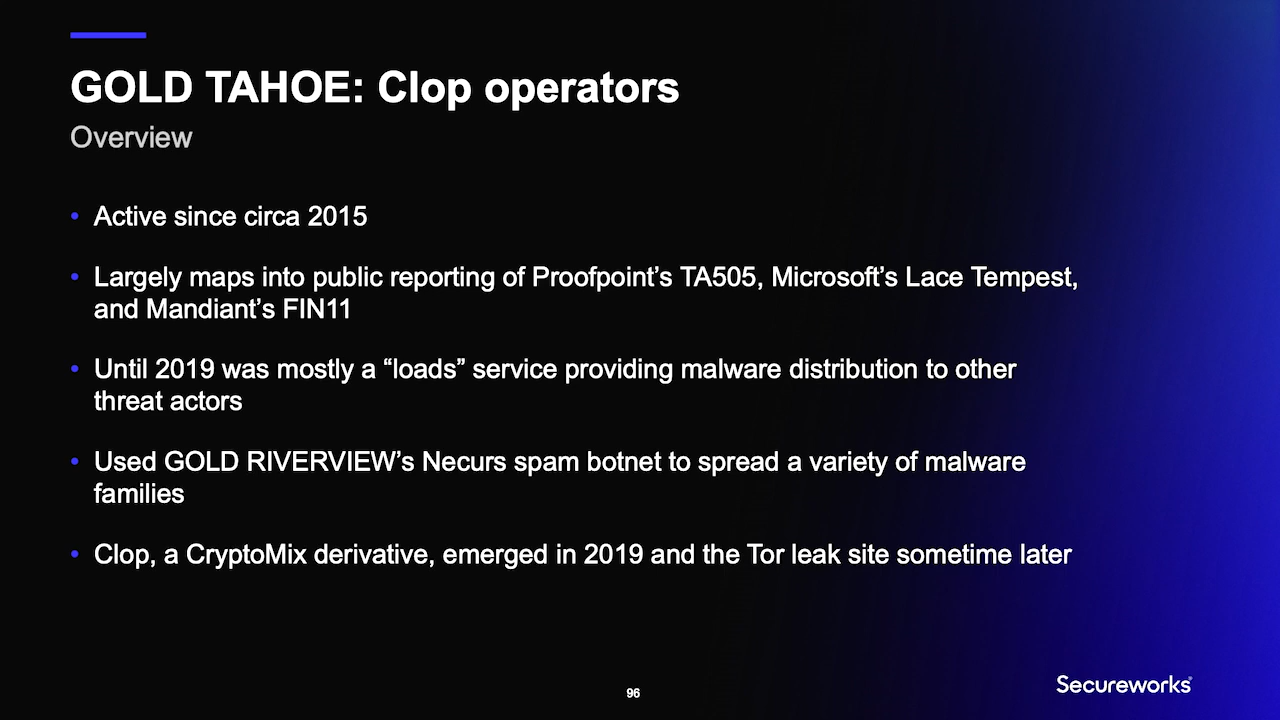 GOLD TAHOE: Clop operators
Overview
• Active since circa 2015
• Largely maps into public reporting of Proofpoint’s TA505, Microsoft’s Lace Tempest,
and Mandiant’s FIN11
• Until 2019 was mostly a “loads” service providing malware distribution to other
threat actors
• Used GOLD RIVERVIEW’s Necurs spam botnet to spread a variety of malware
families
• Clop, a CryptoMix derivative, emerged in 2019 and the Tor leak site sometime later
96
Secureworks